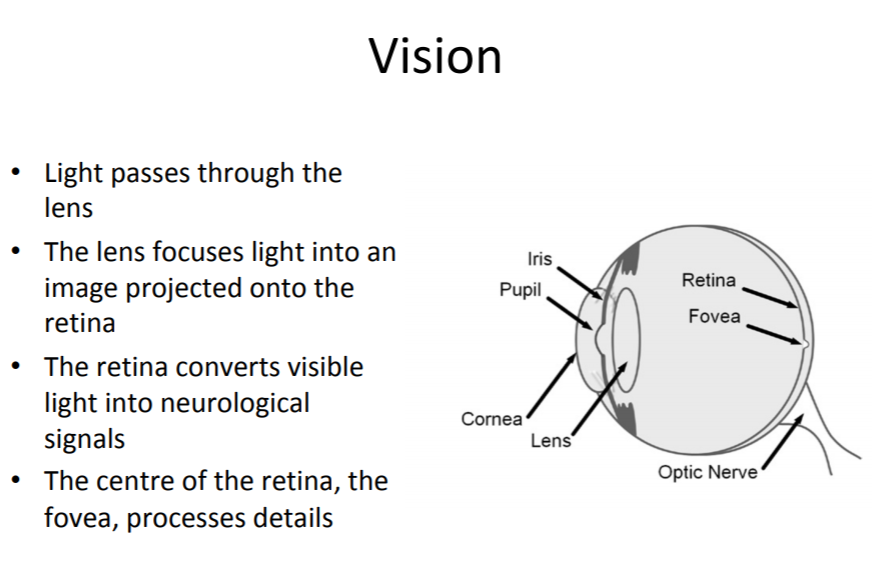 Vision
• Light passes through the
lens
• The lens focuses light into an
image projected onto the
retina
• The retina converts visible
light into neurological
signals
• The centre of the retina, the
fovea, processes details
Iris
Pupil
Retina
Fovea
Cornea
Lens
Optic Nerve